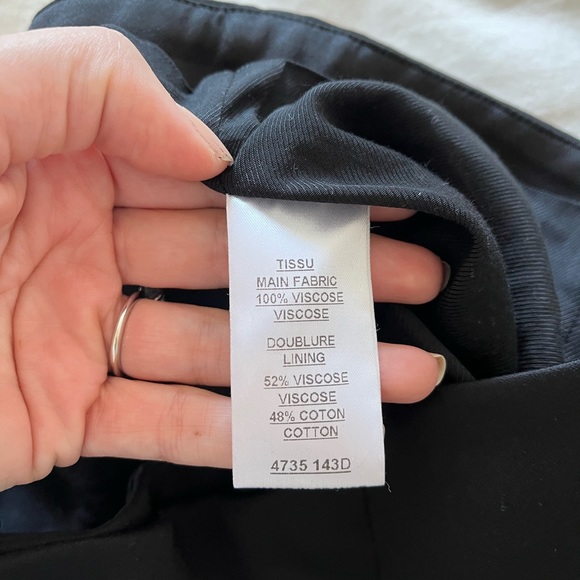 TISSU
MAIN FABRIC
100% VISCOSE
VISCOSE
DOUBLURE
LINING
52% VISCOSE
VISCOSE
48% COTON
COTTON
4735 143D